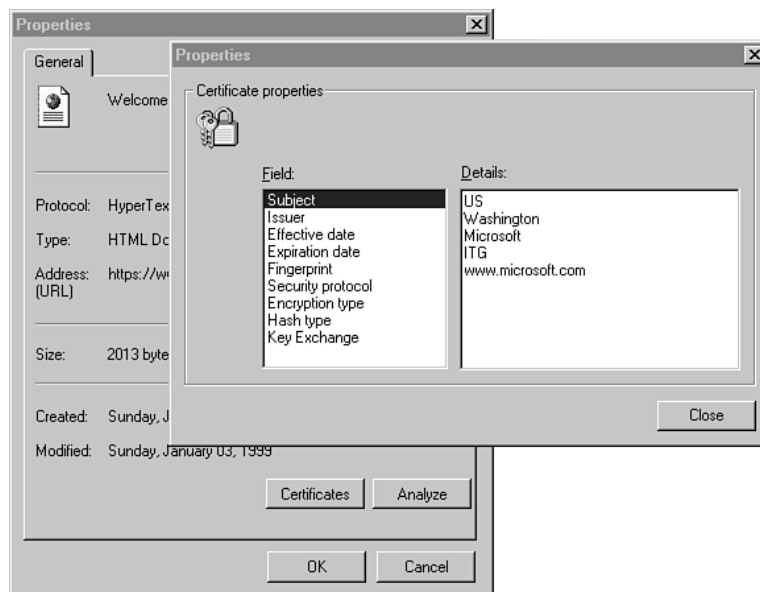 Properties
General
Welcome
Protocol: HyperTex
Type: HTML Do
Address: https://w
(URL)
Size: 2013 byte
Created: Sunday, J
Modified: Sunday, January 03, 1999
Certificates Analyze
OK Cancel
Properties
Certificate properties
Field:
Subject
Issuer
Effective date
Expiration date
Fingerprint
Security protocol
Encryption type
Hash type
Key Exchange
Details:
US
Washington
Microsoft
ITG
www.microsoft.com
Close